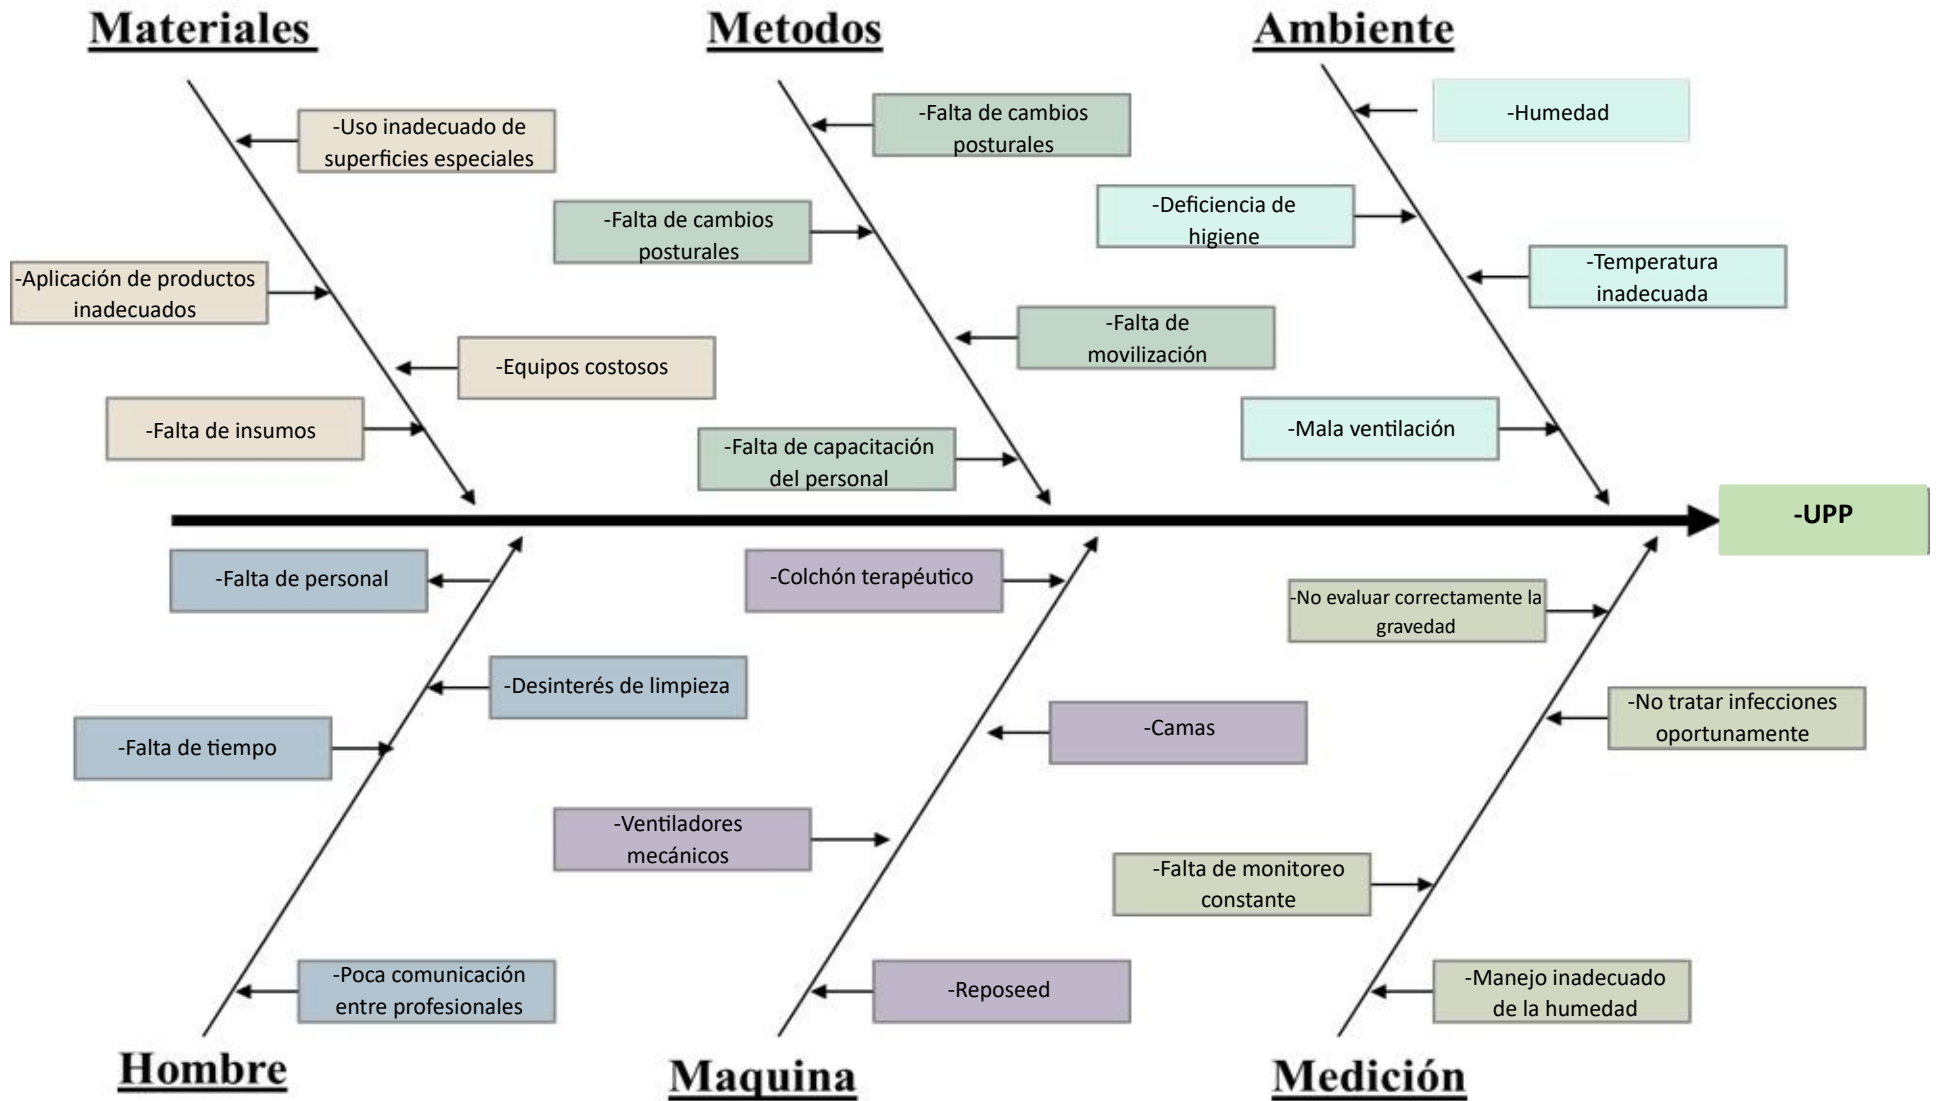 Materiales
Metodos
Ambiente
-Uso inadecuado de
superficies especiales
-Aplicación de productos
inadecuados
-Equipos costosos
-Falta de insumos
-Falta de cambios
posturales
-Falta de cambios
posturales
-Falta de
movilización
-Falta de capacitación
del personal
-Humedad
-Deficiencia de
higiene
-Temperatura
inadecuada
-Mala ventilación
-UPP
-Falta de personal
-Desinterés de limpieza
-Falta de tiempo
-Poca comunicación
entre profesionales
-Colchón terapéutico
-Camas
-Ventiladores
mecánicos
-Reposeed
-No evaluar correctamente la
gravedad
-No tratar infecciones
oportunamente
-Falta de monitoreo
constante
-Manejo inadecuado
de la humedad
Hombre
Maquina
Medición